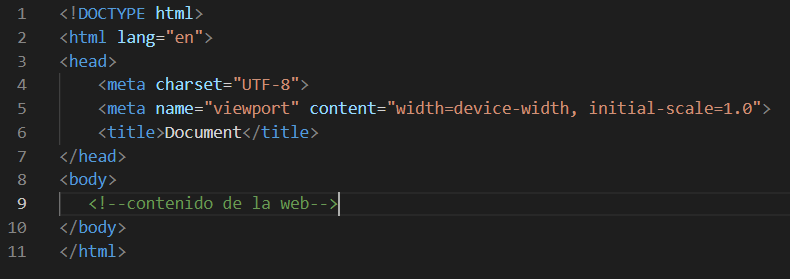 1 <!DOCTYPE html>
2 <html lang="en">
3 <head>
4     <meta charset="UTF-8">
5     <meta name="viewport" content="width=device-width, initial-scale=1.0">
6     <title>Document</title>
7 </head>
8 <body>
9    <!--contenido de la web-->
10 </body>
11 </html>